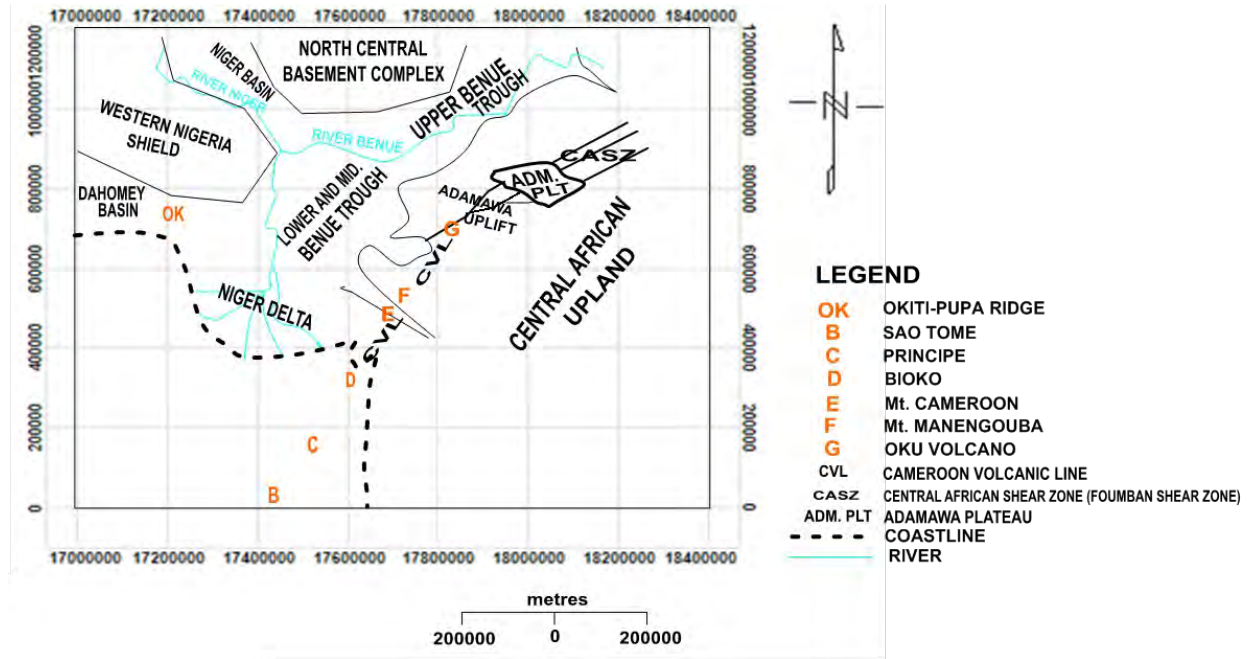 17000000 17200000 17400000 17600000 17800000 18000000 18200000 18400000
1200000
1000000
800000
600000
400000
200000
0
NORTH CENTRAL
BASEMENT COMPLEX
NIGER BASIN
RIVER NIGER
WESTERN NIGERIA
SHIELD
RIVER BENUE
UPPER BENUE
TROUGH
CASZ
ADM.
PLT
DAHOMEY
BASIN
OK
LOWER AND MID.
BENUE TROUGH
ADAMAWA
UPLIFT
G
CVL
CENTRAL AFRICAN
UPLAND
NIGER DELTA
F
E
CVL
D
C
B
1200000
1000000
800000
600000
400000
200000
0
17000000 17200000 17400000 17600000 17800000 18000000 18200000 18400000
metres
200000 0 200000
N
LEGEND
OK OKITI-PUPA RIDGE
B SAO TOME
C PRINCIPE
D BIOKO
E Mt. CAMEROON
F Mt. MANENGOUBA
G OKU VOLCANO
CVL CAMEROON VOLCANIC LINE
CASZ CENTRAL AFRICAN SHEAR ZONE (FOUMBAN SHEAR ZONE)
ADM. PLT ADAMAWA PLATEAU
COASTLINE
RIVER